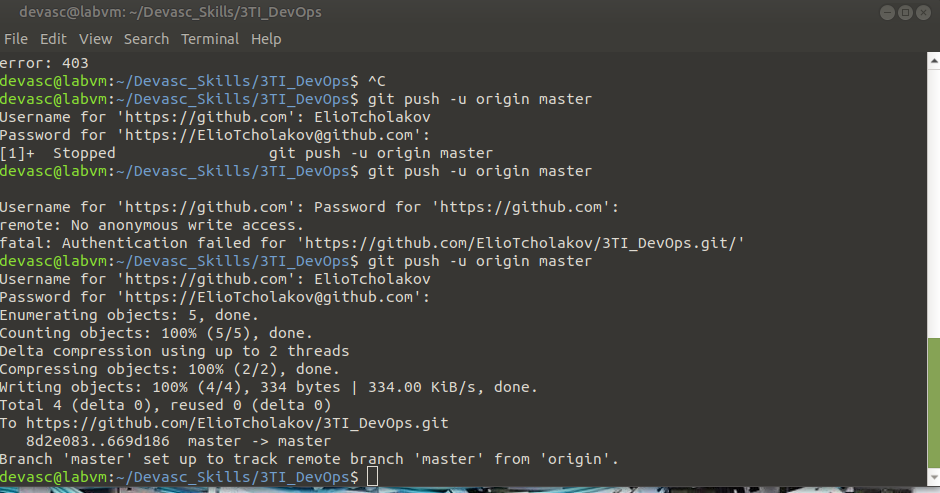 devasc@labvm: ~/Devasc_Skills/3TI_DevOps
File Edit View Search Terminal Help
error: 403
devasc@labvm:~/Devasc_Skills/3TI_DevOps$ ^C
devasc@labvm:~/Devasc_Skills/3TI_DevOps$ git push -u origin master
Username for 'https://github.com': ElioTcholakov
Password for 'https://ElioTcholakov@github.com':
[1]+  Stopped                 git push -u origin master
devasc@labvm:~/Devasc_Skills/3TI_DevOps$ git push -u origin master
Username for 'https://github.com': Password for 'https://github.com':
remote: No anonymous write access.
fatal: Authentication failed for 'https://github.com/ElioTcholakov/3TI_DevOps.git/'
devasc@labvm:~/Devasc_Skills/3TI_DevOps$ git push -u origin master
Username for 'https://github.com': ElioTcholakov
Password for 'https://ElioTcholakov@github.com':
Enumerating objects: 5, done.
Counting objects: 100% (5/5), done.
Delta compression using up to 2 threads
Compressing objects: 100% (2/2), done.
Writing objects: 100% (4/4), 334 bytes | 334.00 KiB/s, done.
Total 4 (delta 0), reused 0 (delta 0)
To https://github.com/ElioTcholakov/3TI_DevOps.git
   8d2e083..669d186  master -> master
Branch 'master' set up to track remote branch 'master' from 'origin'.
devasc@labvm:~/Devasc_Skills/3TI_DevOps$